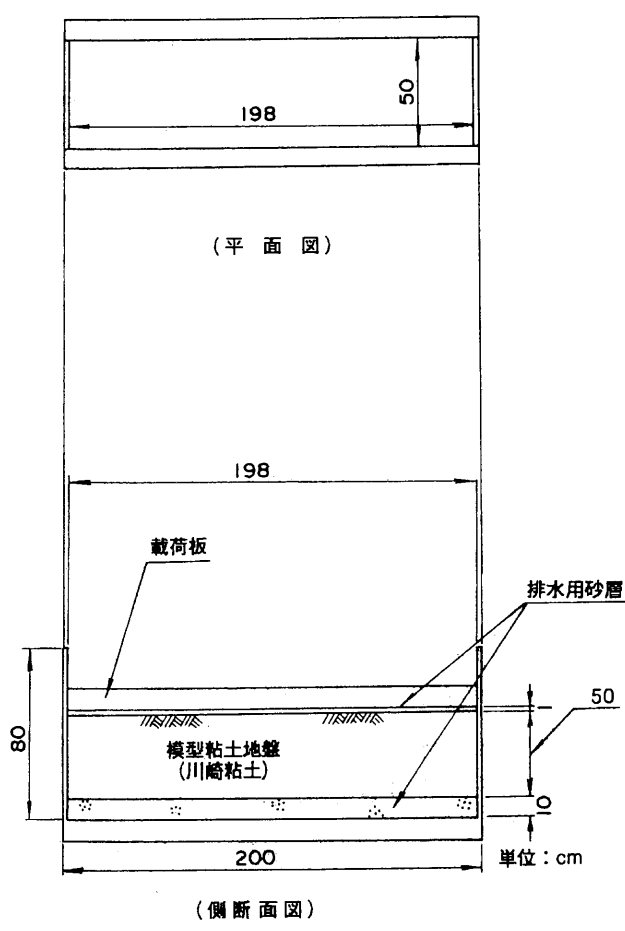 198
50
(平面図)
198
載荷板
排水用砂層
80
1
50
模型粘土地盤
(川崎粘土)
10
200
単位:cm
(側断面図)